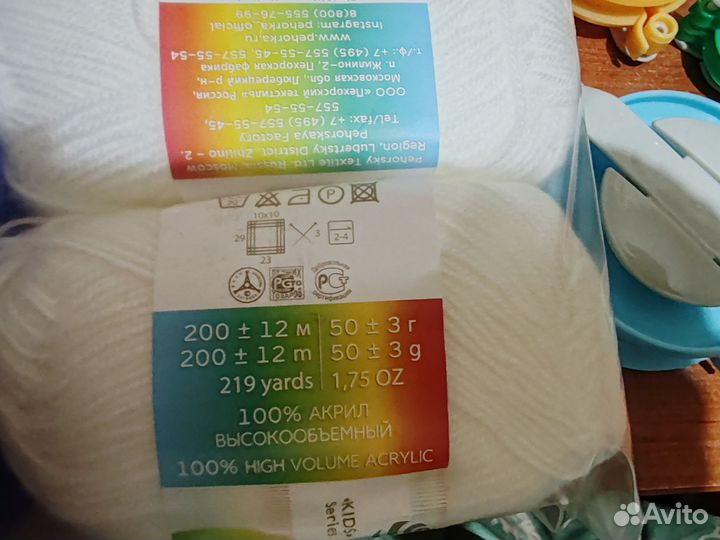 8(800) 555-76-99
Instagram: pehorka_official
www.pehorka.ru
т./ф.: +7 (495) 557-55-45, 557-55-54
п. Жилино-2, Пехорская фабрика
Московская обл., Люберецкий р-н,
ООО «Пехорский текстиль» Россия,
557-55-54
Tel/fax: +7 (495) 557-55-45,
Pehorskaya Factory
Region, Lubertsky District, Zhilino – 2,
Pehorsky Textile Ltd. Russia, Moscow
P
10x10
29
23
3
2-4
РСТ
200 ± 12 м 50 ± 3 г
200 ± 12 m 50 ± 3 g
219 yards 1,75 OZ
100% АКРИЛ
ВЫСОКООБЪЕМНЫЙ
100% HIGH VOLUME ACRYLIC
KIDS
Series
Avito